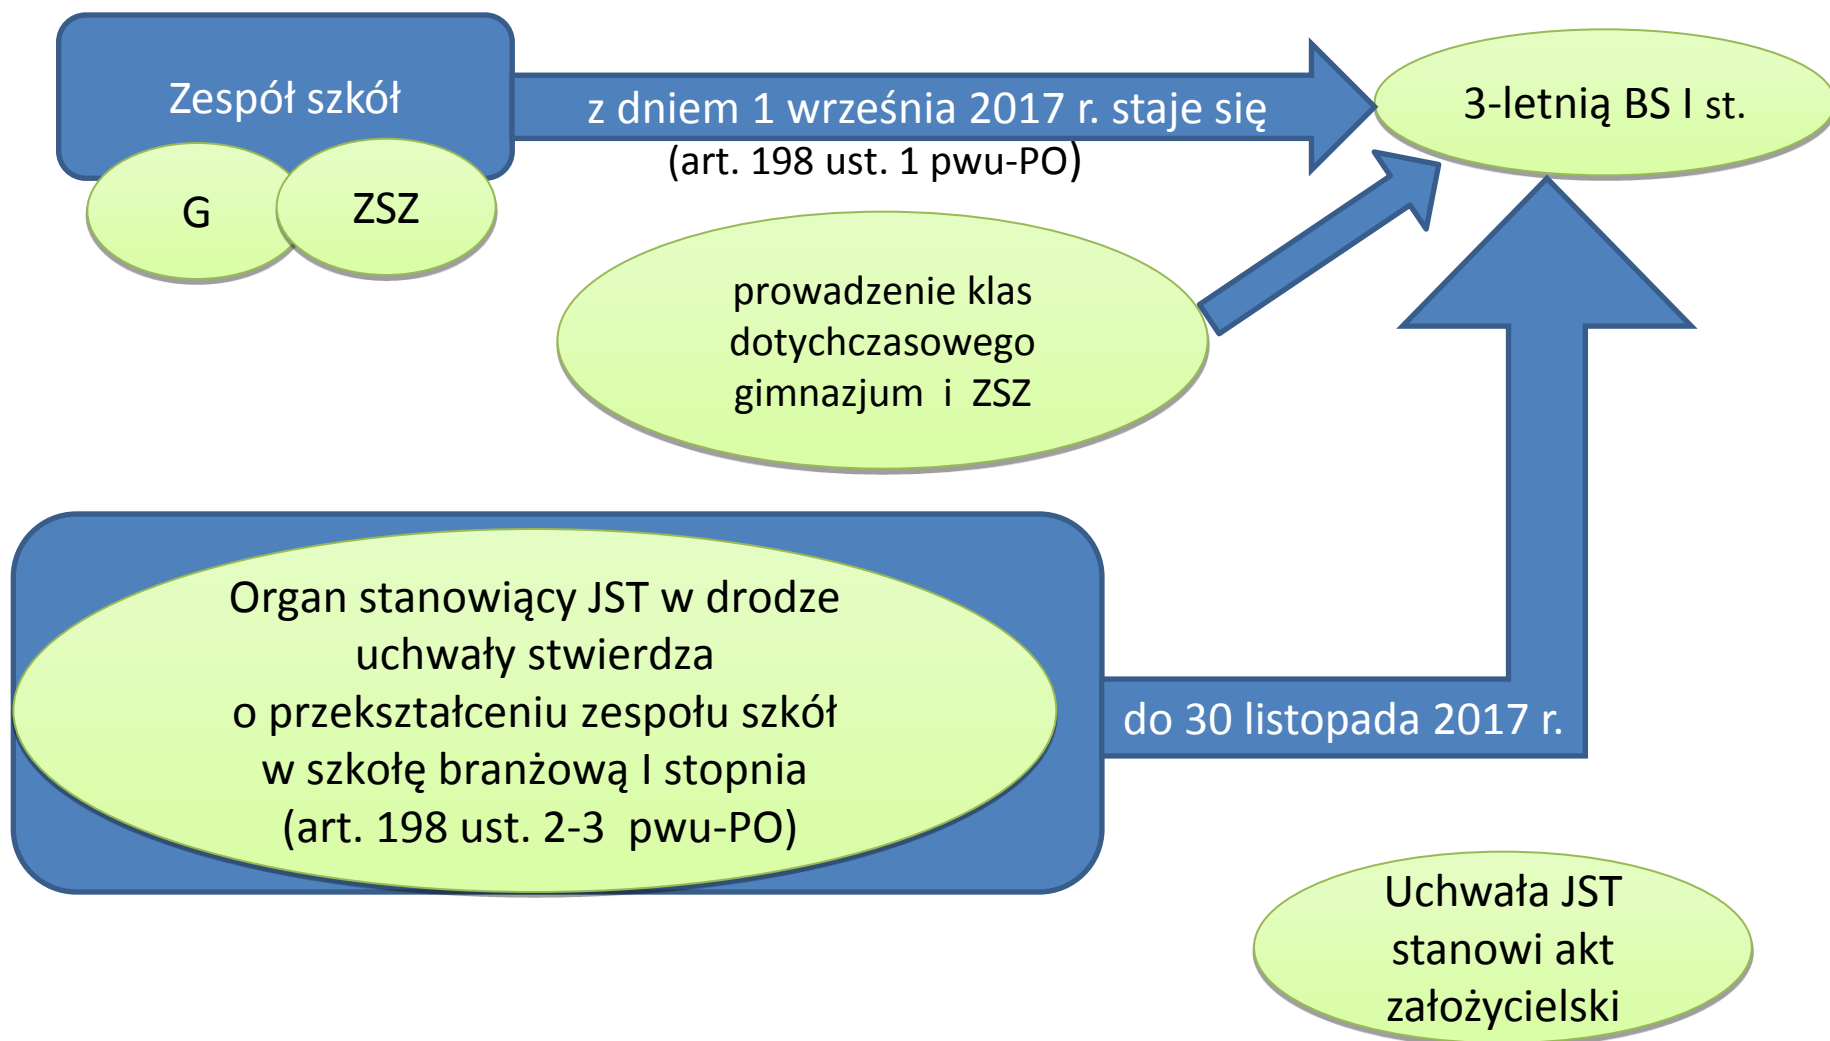 Zespół szkół
G
ZSZ
z dniem 1 września 2017 r. staje się
(art. 198 ust. 1 pwu-PO)
3-letnią BS I st.
prowadzenie klas
dotychczasowego
gimnazjum i ZSZ
Organ stanowiący JST w drodze
uchwały stwierdza
o przekształceniu zespołu szkół
w szkołę branżową I stopnia
(art. 198 ust. 2-3 pwu-PO)
do 30 listopada 2017 r.
Uchwała JST
stanowi akt
założycielski